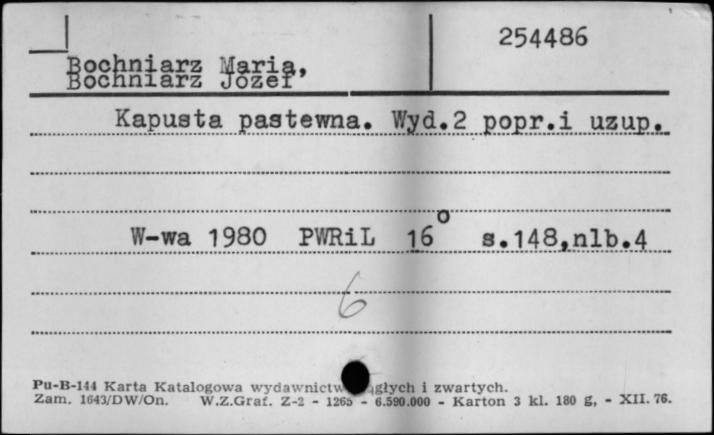 254486
Bochniarz Maria,
Bochniarz Józef
Kapusta pastewna. Wyd.2 popr.i uzup.
W-wa 1980 PWRiL 16° s.148,nlb.4
6
Pu-B-144 Karta Katalogowa wydawnictw głych i zwartych.
Zam. 1643/DW/On. W.Z.Graf. Z-2 - 1265 - 6.590.000 - Karton 3 kl. 180 g, - XII. 76.